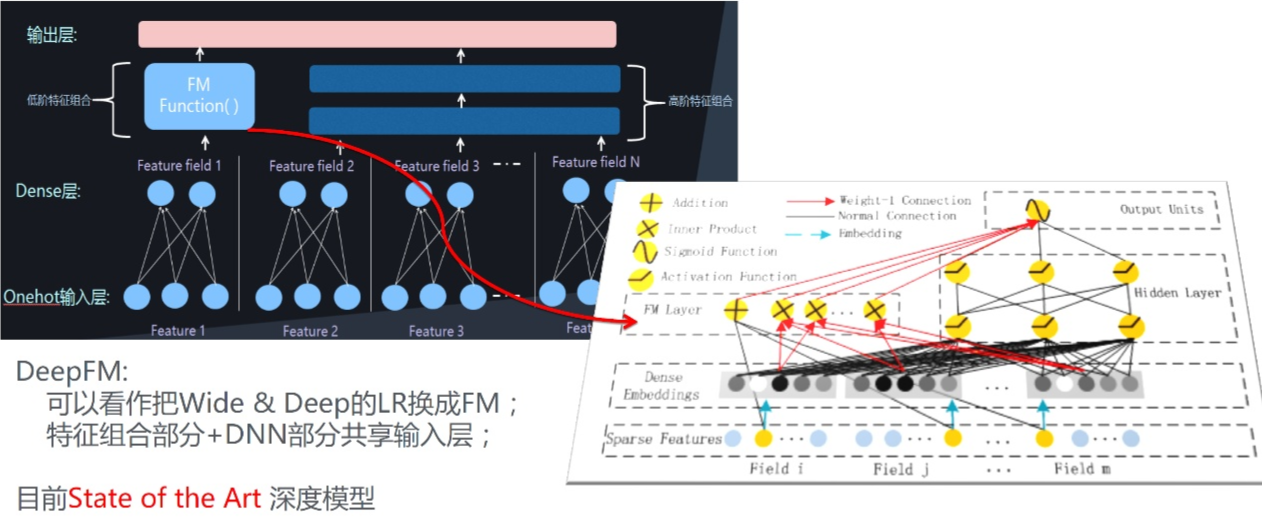 输出层:
FM
Function( )
低阶特征组合
高阶特征组合
Feature field 1
Feature field 2
Feature field 3
Feature field N
Dense层:
Onehot输入层:
Feature 1
Feature 2
Feature 3
Addition
Inner Product
Sigmoid Function
Activation Function
Weight-1 Connection
Normal Connection
Embedding
Output Units
Hidden Layer
FM Layer
...
Dense
Embeddings
...
Sparse Features
...
Field i
Field j
...
Field m
DeepFM:
可以看作把Wide & Deep的LR换成FM；
特征组合部分+DNN部分共享输入层；
目前State of the Art 深度模型